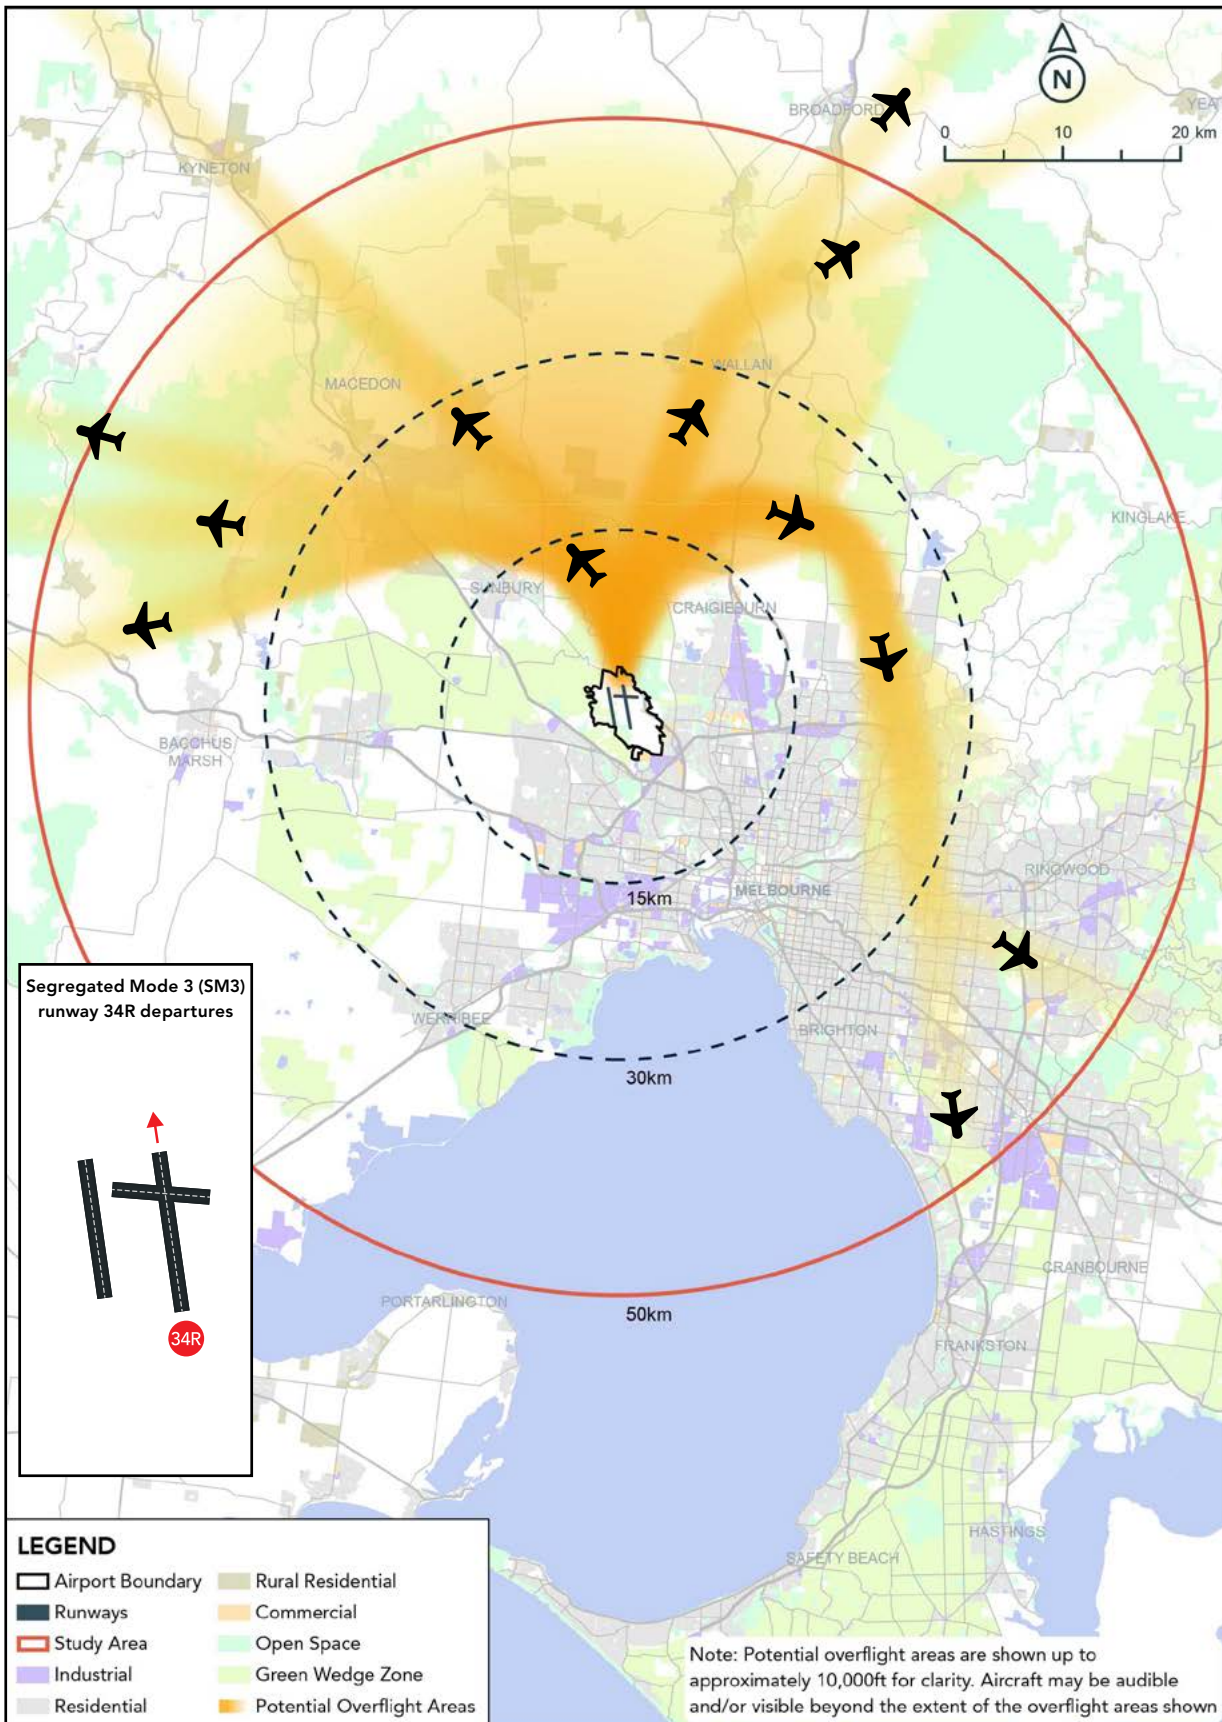 N
BROADFORD
YEA
0 10 20 km
KYNETON
WALLAN
MACEDON
KINGLAKE
SUNBURY
CRAIGIEBURN
BACCHUS
MARSH
RINGWOOD
MELBOURNE
15km
Segregated Mode 3 (SM3)
runway 34R departures
WERRIBEE
BRIGHTON
30km
CRANBOURNE
PORTARLINGTON
50km
34R
FRANKSTON
HASTINGS
SAFETY BEACH
LEGEND
Airport Boundary
Runways
Study Area
Industrial
Residential
Rural Residential
Commercial
Open Space
Green Wedge Zone
Potential Overflight Areas
Note: Potential overflight areas are shown up to
approximately 10,000ft for clarity. Aircraft may be audible
and/or visible beyond the extent of the overflight areas shown